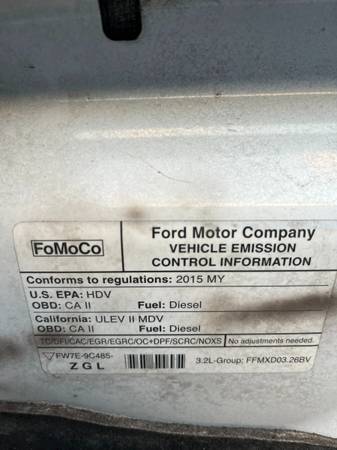 FoMoCo
Ford Motor Company
VEHICLE EMISSION
CONTROL INFORMATION
Conforms to regulations: 2015 MY
U.S. EPA: HDV
OBD: CA II Fuel: Diesel
California: ULEV II MDV
OBD: CA II Fuel: Diesel
TC/DFI/CAC/EGR/EGRC/OC+DPF/SCRC/NOXS No Adjustments Needed
FW7E-9C485-
ZGL
3.2L-Group: FFMXD03.26BV